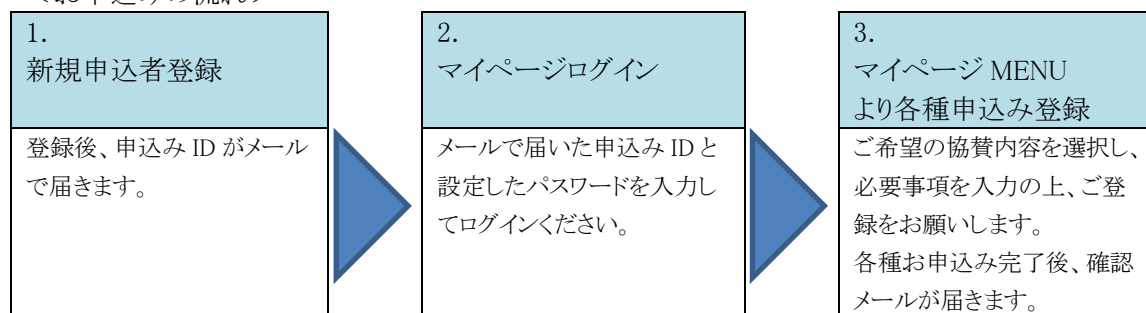 1.
新規申込者登録
登録後、申込み ID がメール
で届きます。
2.
マイページログイン
メールで届いた申込み ID と
設定したパスワードを入力し
てログインください。
3.
マイページ MENU
より各種申込み登録
ご希望の協賛内容を選択し、
必要事項を入力の上、ご登
録をお願いします。
各種お申込み完了後、確認
メールが届きます。